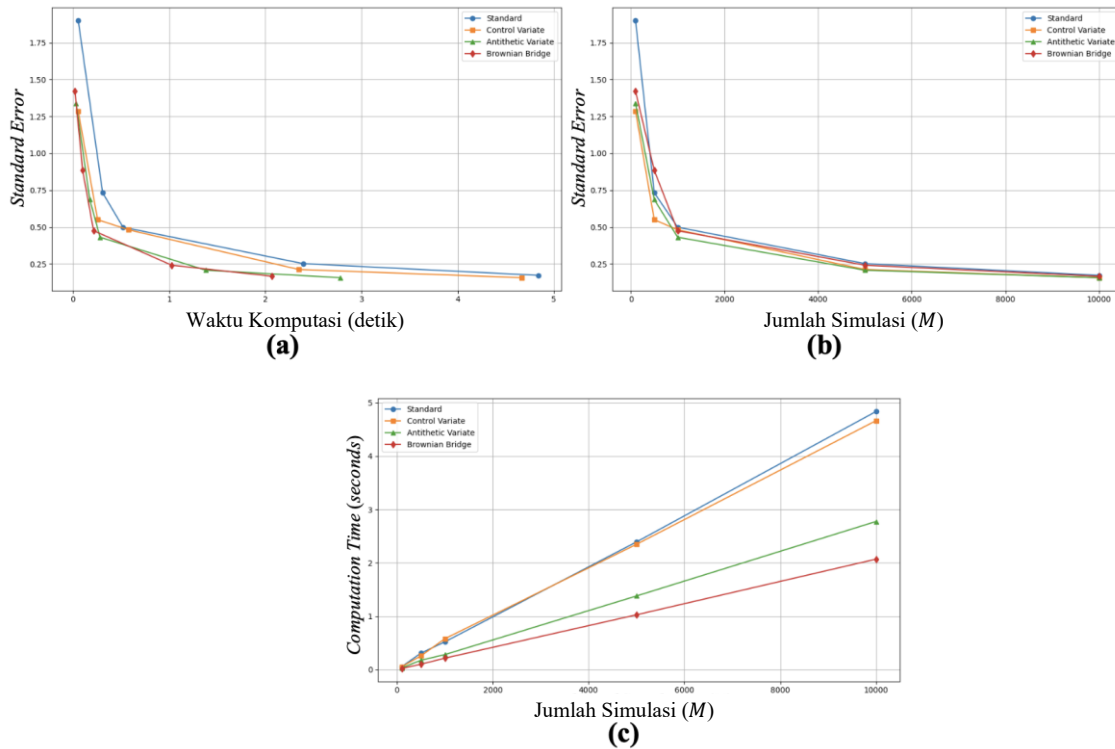 Standard
Control Variate
Antithetic Variate
Brownian Bridge
1.75
1.50
1.25
1.00
0.75
0.50
0.25
Standard Error
0 1 2 3 4 5
Waktu Komputasi (detik)
(a)
Standard
Control Variate
Antithetic Variate
Brownian Bridge
1.75
1.50
1.25
1.00
0.75
0.50
0.25
Standard Error
0 2000 4000 6000 8000 10000
Jumlah Simulasi (M)
(b)
Standard
Control Variate
Antithetic Variate
Brownian Bridge
5
4
3
2
1
0
Computation Time (seconds)
0 2000 4000 6000 8000 10000
Jumlah Simulasi (M)
(c)